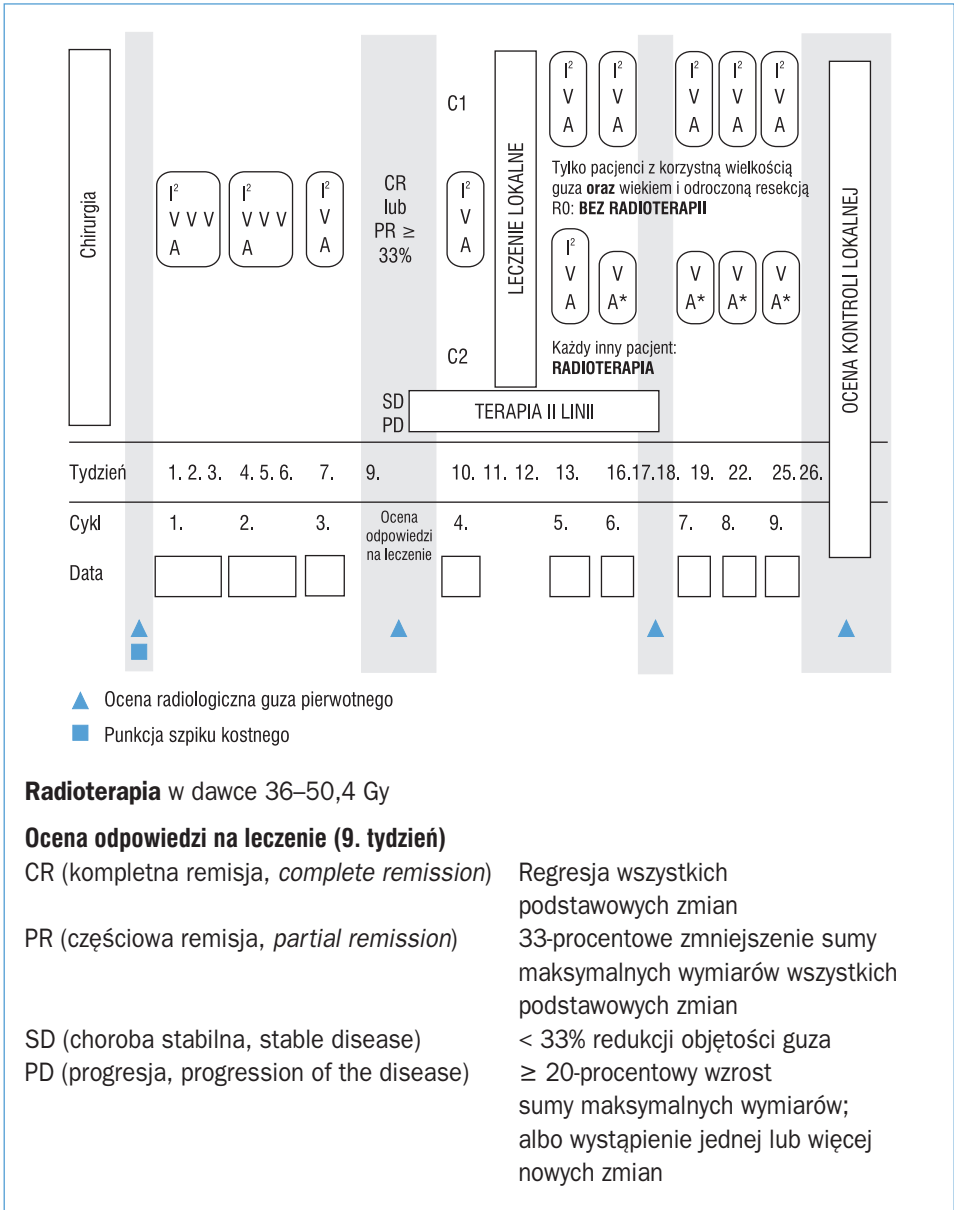 Chirurgia
I²
V V V
A
I²
V V V
A
I²
V
A
CR
lub
PR ≥
33%
SD
PD
C1
I²
V
A
C2
LECZENIE LOKALNE
I²
V
A
I²
V
A
I²
V
A
I²
V
A
I²
V
A
Tylko pacjenci z korzystną wielkością
guza oraz wiekiem i odroczoną resekcją
R0: BEZ RADIOTERAPII
I²
V
A
V
A*
V
A*
V
A*
V
A*
Każdy inny pacjent:
RADIOTERAPIA
TERAPIA II LINII
OCENA KONTROLI LOKALNEJ
Tydzień 1. 2. 3. 4. 5. 6. 7. 9. 10. 11. 12. 13. 16.17.18. 19. 22. 25.26.
Cykl 1. 2. 3. Ocena odpowiedzi na leczenie 4. 5. 6. 7. 8. 9.
Data
Ocena radiologiczna guza pierwotnego
Punkcja szpiku kostnego
Radioterapia w dawce 36–50,4 Gy
Ocena odpowiedzi na leczenie (9. tydzień)
CR (kompletna remisja, complete remission) Regresja wszystkich
podstawowych zmian
PR (częściowa remisja, partial remission) 33-procentowe zmniejszenie sumy
maksymalnych wymiarów wszystkich
podstawowych zmian
SD (choroba stabilna, stable disease) < 33% redukcji objętości guza
PD (progresja, progression of the disease) ≥ 20-procentowy wzrost
sumy maksymalnych wymiarów;
albo wystąpienie jednej lub więcej
nowych zmian